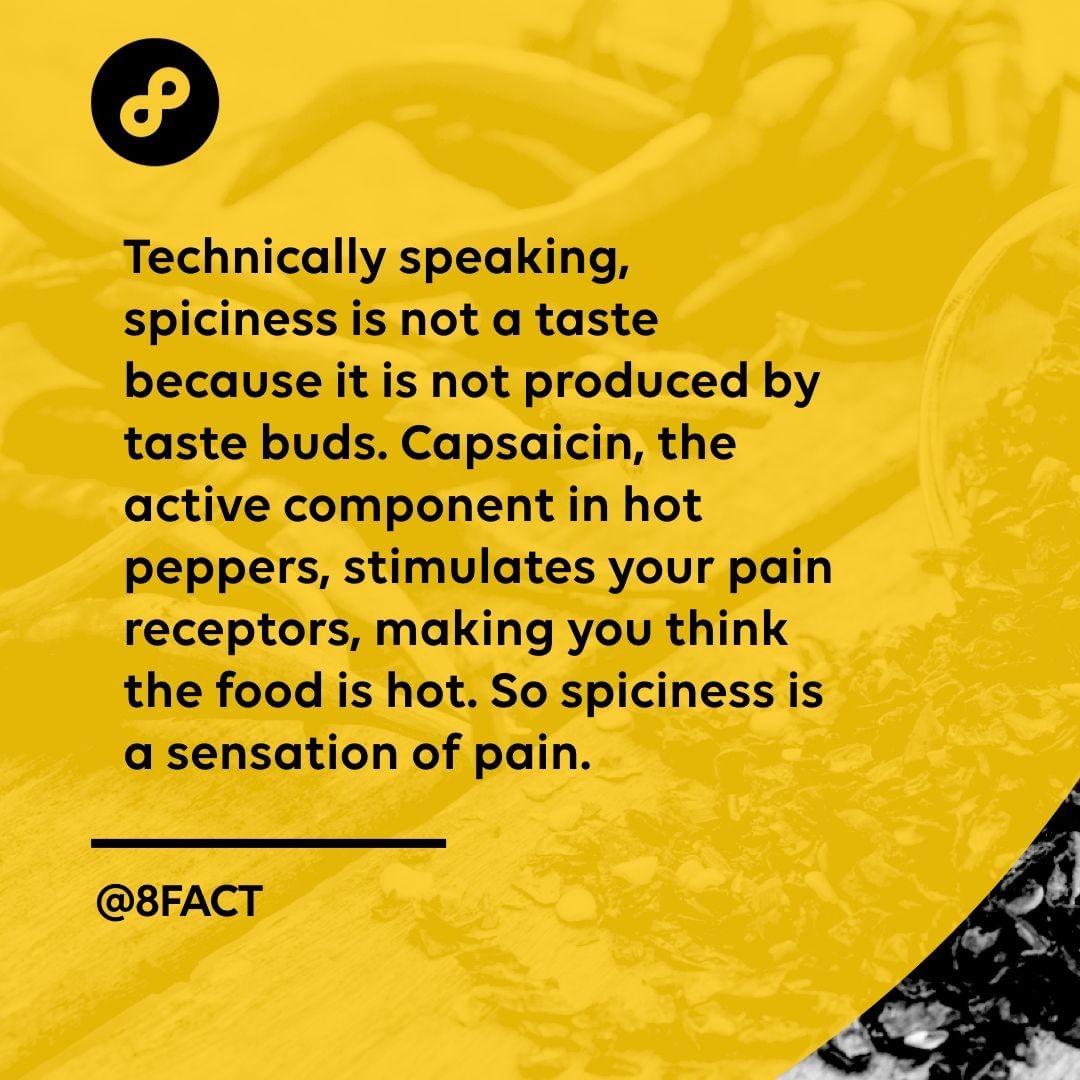 Technically speaking,
spiciness is not a taste
because it is not produced by
taste buds. Capsaicin, the
active component in hot
peppers, stimulates your pain
receptors, making you think
the food is hot. So spiciness is
a sensation of pain.
@8FACT